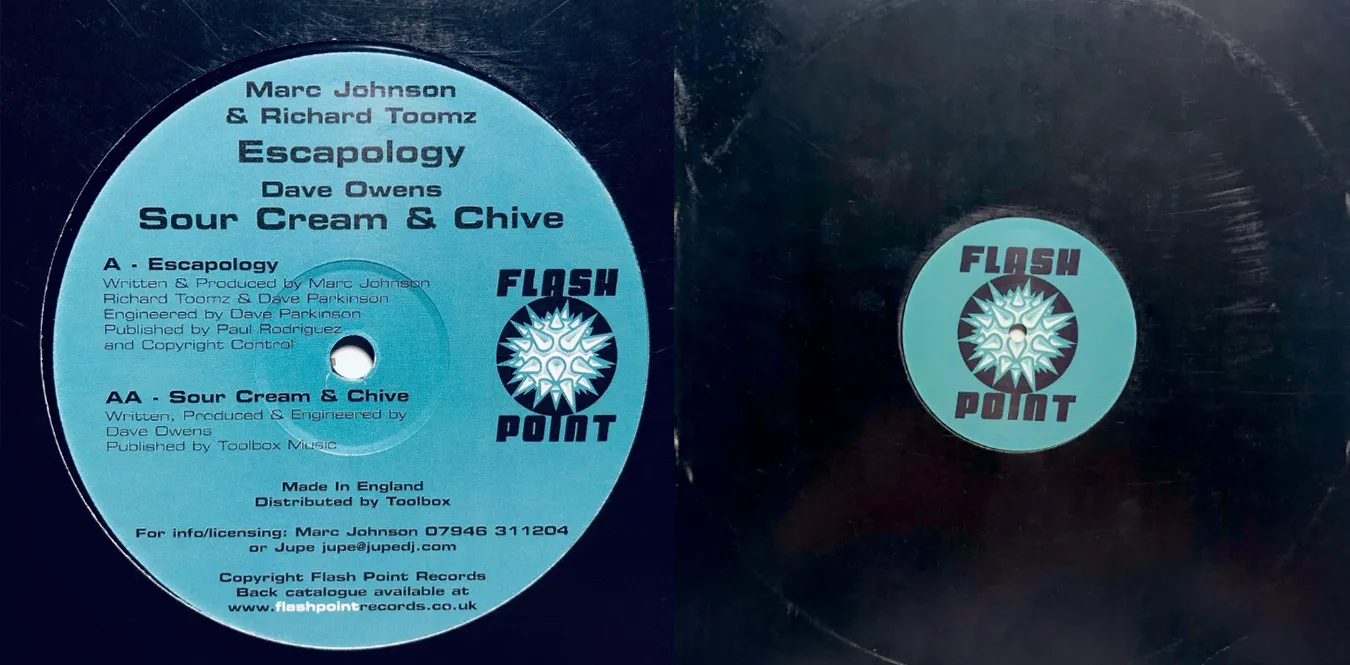 Marc Johnson
& Richard Toomz
Escapology
Dave Owens
Sour Cream & Chive
A - Escapology
Written & Produced by Marc Johnson
Richard Toomz & Dave Parkinson
Engineered by Dave Parkinson
Published by Paul Rodriguez
and Copyright Control
AA - Sour Cream & Chive
Written, Produced & Engineered by
Dave Owens
Published by Toolbox Music
FLASH
POINT
Made In England
Distributed by Toolbox
For info/licensing: Marc Johnson 07946 311204
or Jupe jupe@jupedj.com
Copyright Flash Point Records
Back catalogue available at
www.flashpointrecords.co.uk
FLASH
POINT